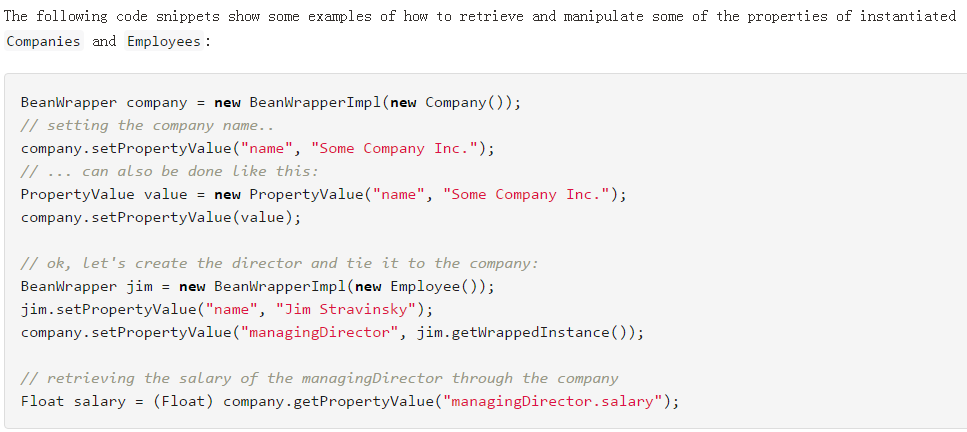 The following code snippets show some examples of how to retrieve and manipulate some of the properties of instantiated
Companies and Employees:
BeanWrapper company = new BeanWrapperImpl(new Company());
// setting the company name..
company.setPropertyValue("name", "Some Company Inc.");
// ... can also be done like this:
PropertyValue value = new PropertyValue("name", "Some Company Inc.");
company.setPropertyValue(value);
// ok, let's create the director and tie it to the company:
BeanWrapper jim = new BeanWrapperImpl(new Employee());
jim.setPropertyValue("name", "Jim Stravinsky");
company.setPropertyValue("managingDirector", jim.getWrappedInstance());
// retrieving the salary of the managingDirector through the company
Float salary = (Float) company.getPropertyValue("managingDirector.salary");